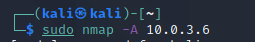 ┌──(kali㉿kali)-[~]
└─$ sudo nmap -A 10.0.3.6